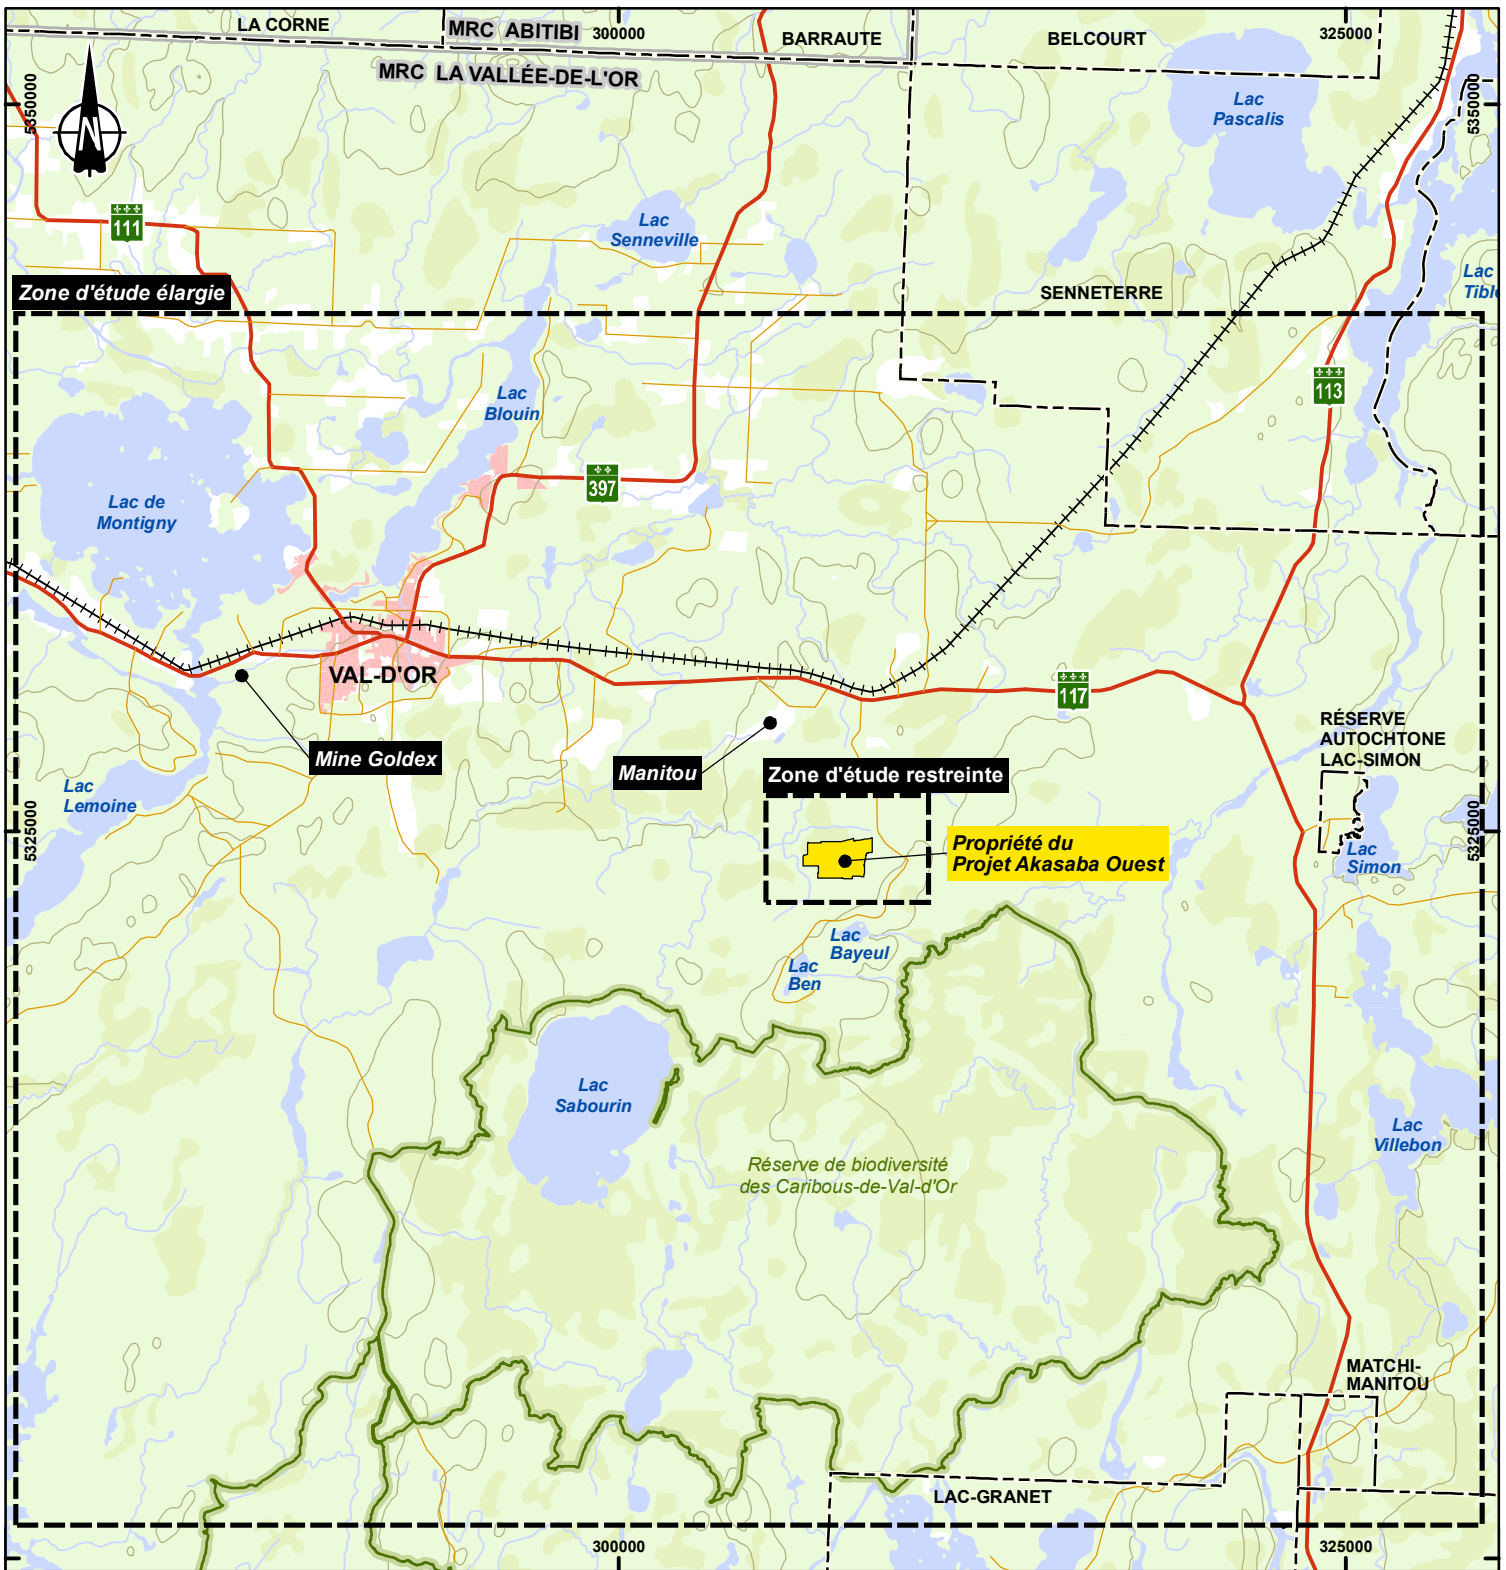 LA CORNE
MRC ABITIBI
300000
BARRAUTE
BELCOURT
325000
MRC LA VALLÉE-DE-L'OR
5350000
N
Lac
Pascalis
5350000
111
Lac
Senneville
Zone d'étude élargie
SENNETERRE
Lac
113
Lac
Blouin
397
Lac de
Montigny
VAL-D'OR
117
Mine Goldex
Manitou
Zone d'étude restreinte
RÉSERVE
AUTOCHTONE
LAC-SIMON
Lac
Lemoine
5325000
Propriété du
Projet Akasaba Ouest
5325000
Lac
Simon
Lac
Bayeul
Lac
Ben
Lac
Sabourin
Lac
Villebon
Réserve de biodiversité
des Caribous-de-Val-d'Or
MATCHI-
MANITOU
LAC-GRANET
300000
325000